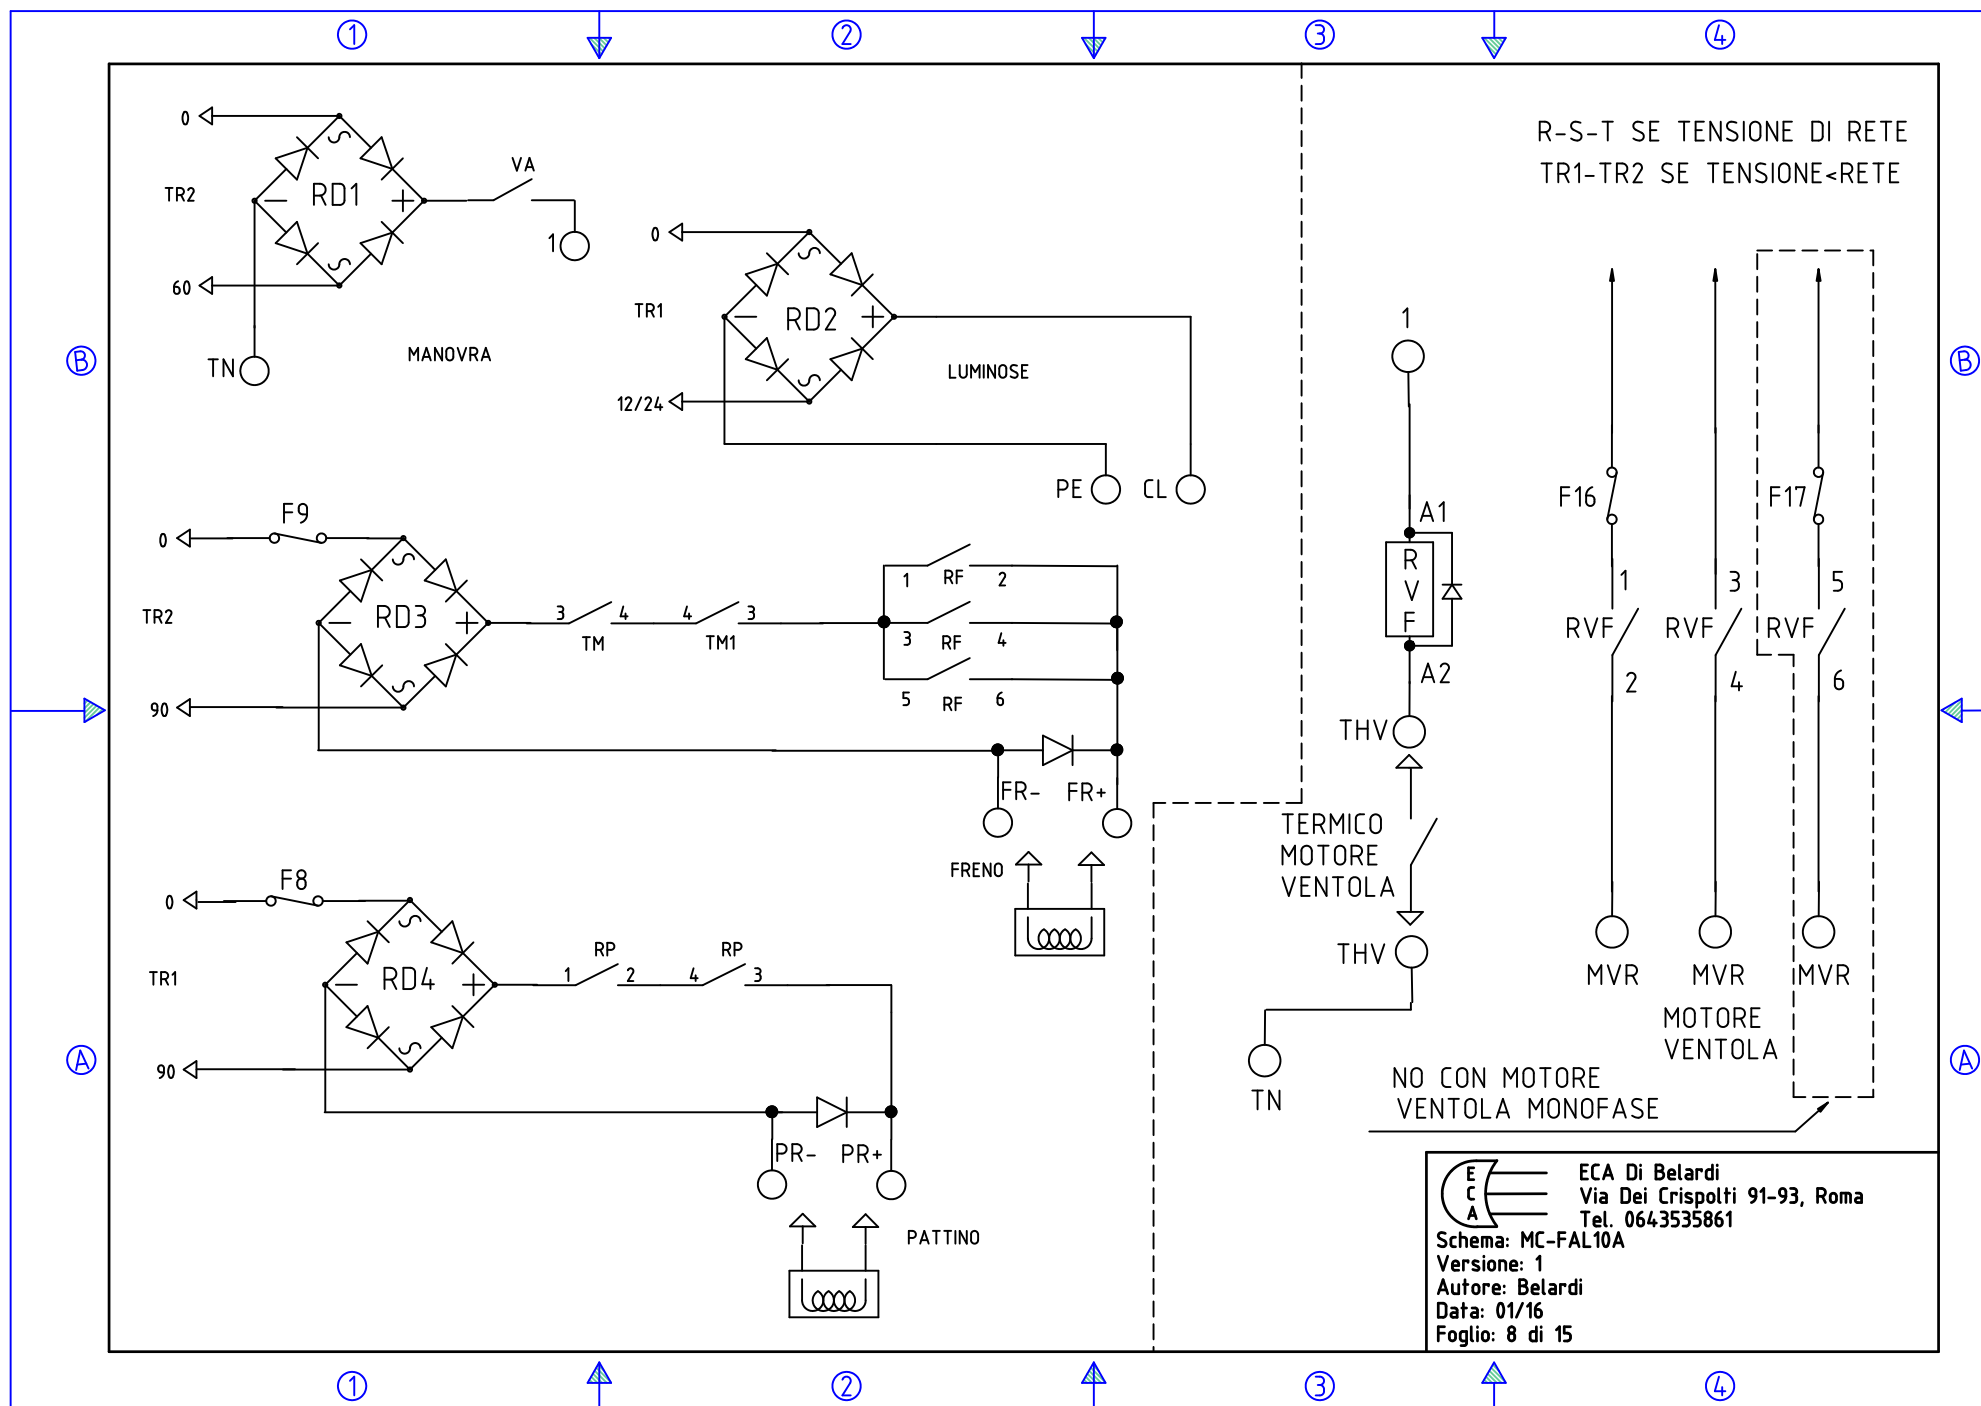 1
2
3
4
R-S-T SE TENSIONE DI RETE
TR1-TR2 SE TENSIONE<RETE
0
TR2
RD1
VA
1
60
TN
MANOVRA
0
TR1
RD2
12/24
LUMINOSE
PE
CL
B
B
F9
0
TR2
RD3
90
3
4
TM
4
3
TM1
1
RF
2
3
RF
4
5
RF
6
FR-
FR+
FRENO
F8
0
TR1
RD4
90
1
RP
2
4
RP
3
PR-
PR+
PATTINO
1
A1
R
V
F
A2
THV
TERMICO
MOTORE
VENTOLA
THV
TN
F16
F17
1
3
5
RVF
RVF
RVF
2
4
6
MVR
MVR
MVR
MOTORE
VENTOLA
NO CON MOTORE
VENTOLA MONOFASE
A
A
E
C
A
ECA Di Belardi
Via Dei Crispolti 91-93, Roma
Tel. 0643535861
Schema: MC-FAL10A
Versione: 1
Autore: Belardi
Data: 01/16
Foglio: 8 di 15
1
2
3
4